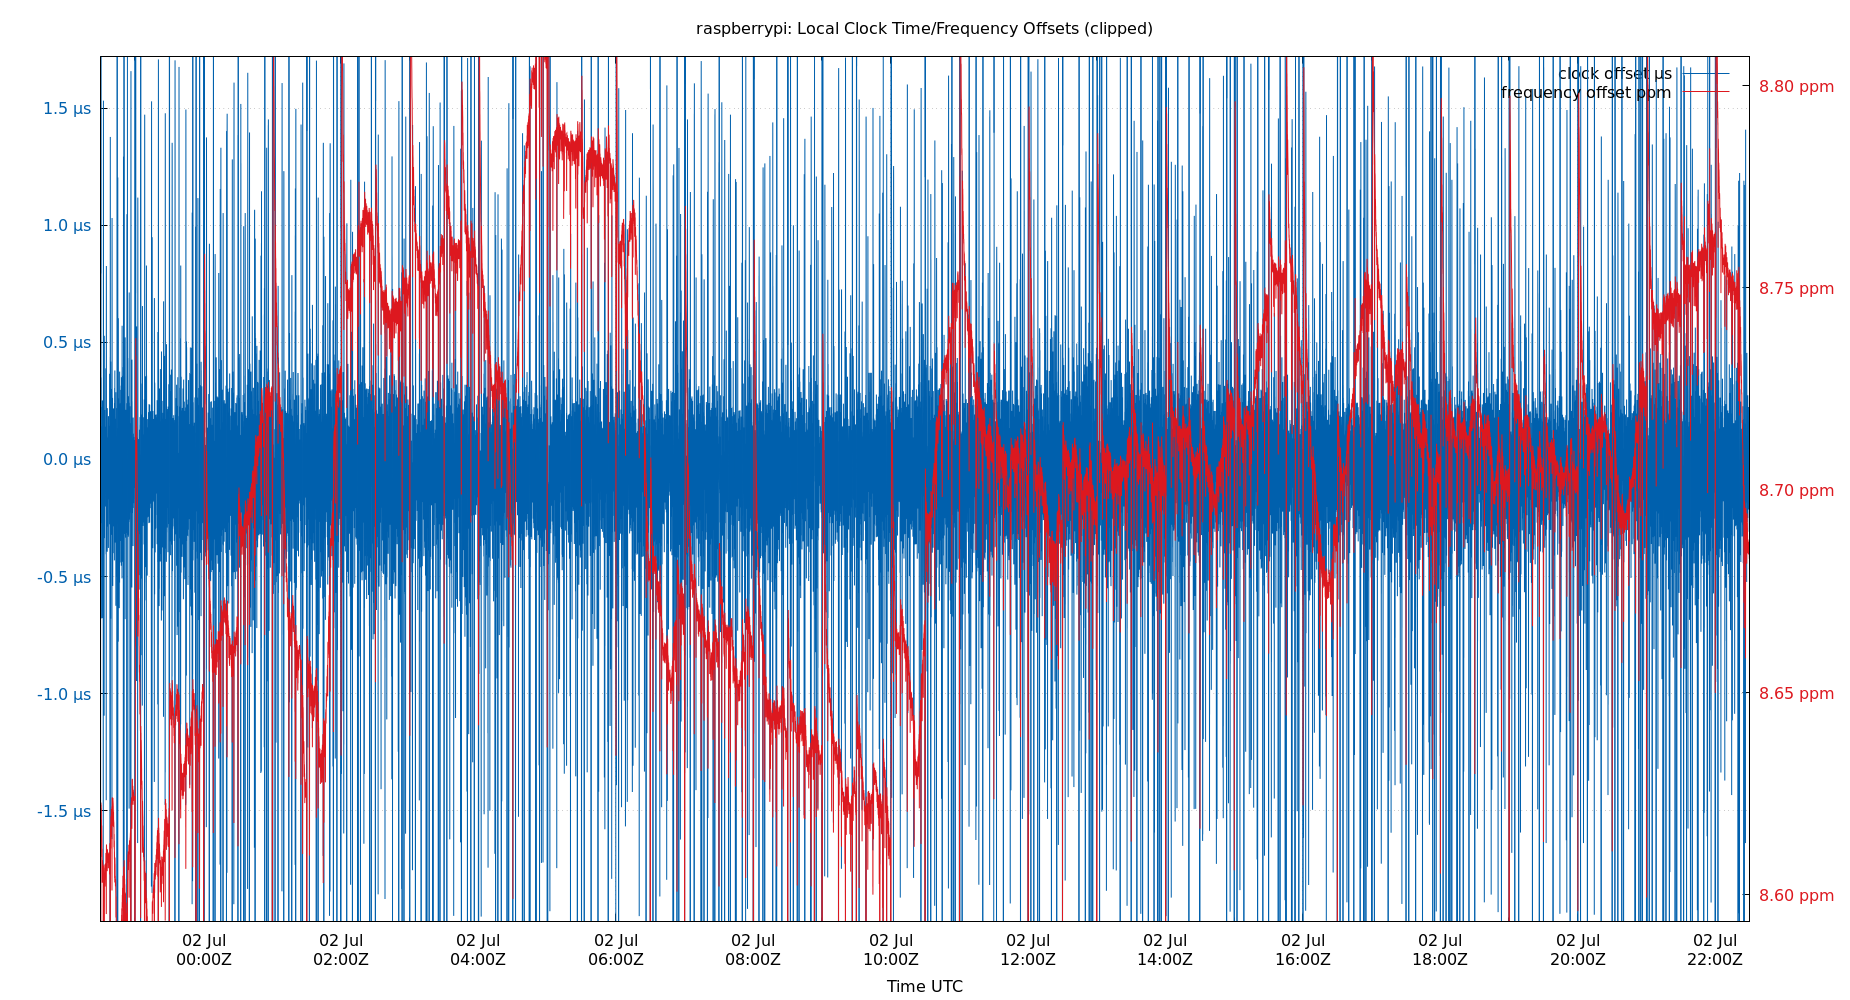 raspberrypi: Local Clock Time/Frequency Offsets (clipped)
clock offset µs
frequency offset ppm
1.5 µs
1.0 µs
0.5 µs
0.0 µs
-0.5 µs
-1.0 µs
-1.5 µs
8.80 ppm
8.75 ppm
8.70 ppm
8.65 ppm
8.60 ppm
02 Jul 02 Jul 02 Jul 02 Jul 02 Jul 02 Jul 02 Jul 02 Jul 02 Jul 02 Jul 02 Jul 02 Jul
00:00Z 02:00Z 04:00Z 06:00Z 08:00Z 10:00Z 12:00Z 14:00Z 16:00Z 18:00Z 20:00Z 22:00Z
Time UTC